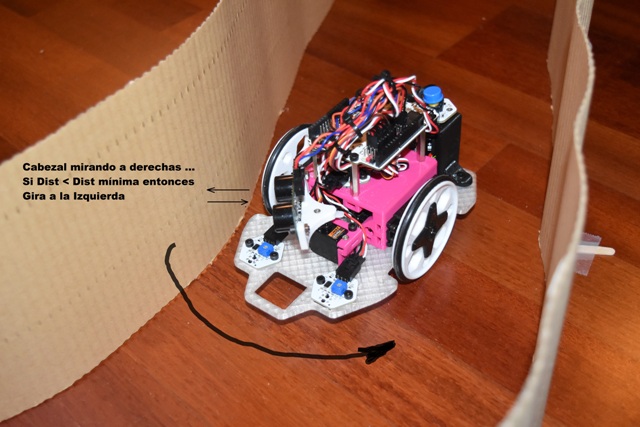 Cabezal mirando a derechas ...
Si Dist < Dist mínima entonces
Gira a la Izquierda